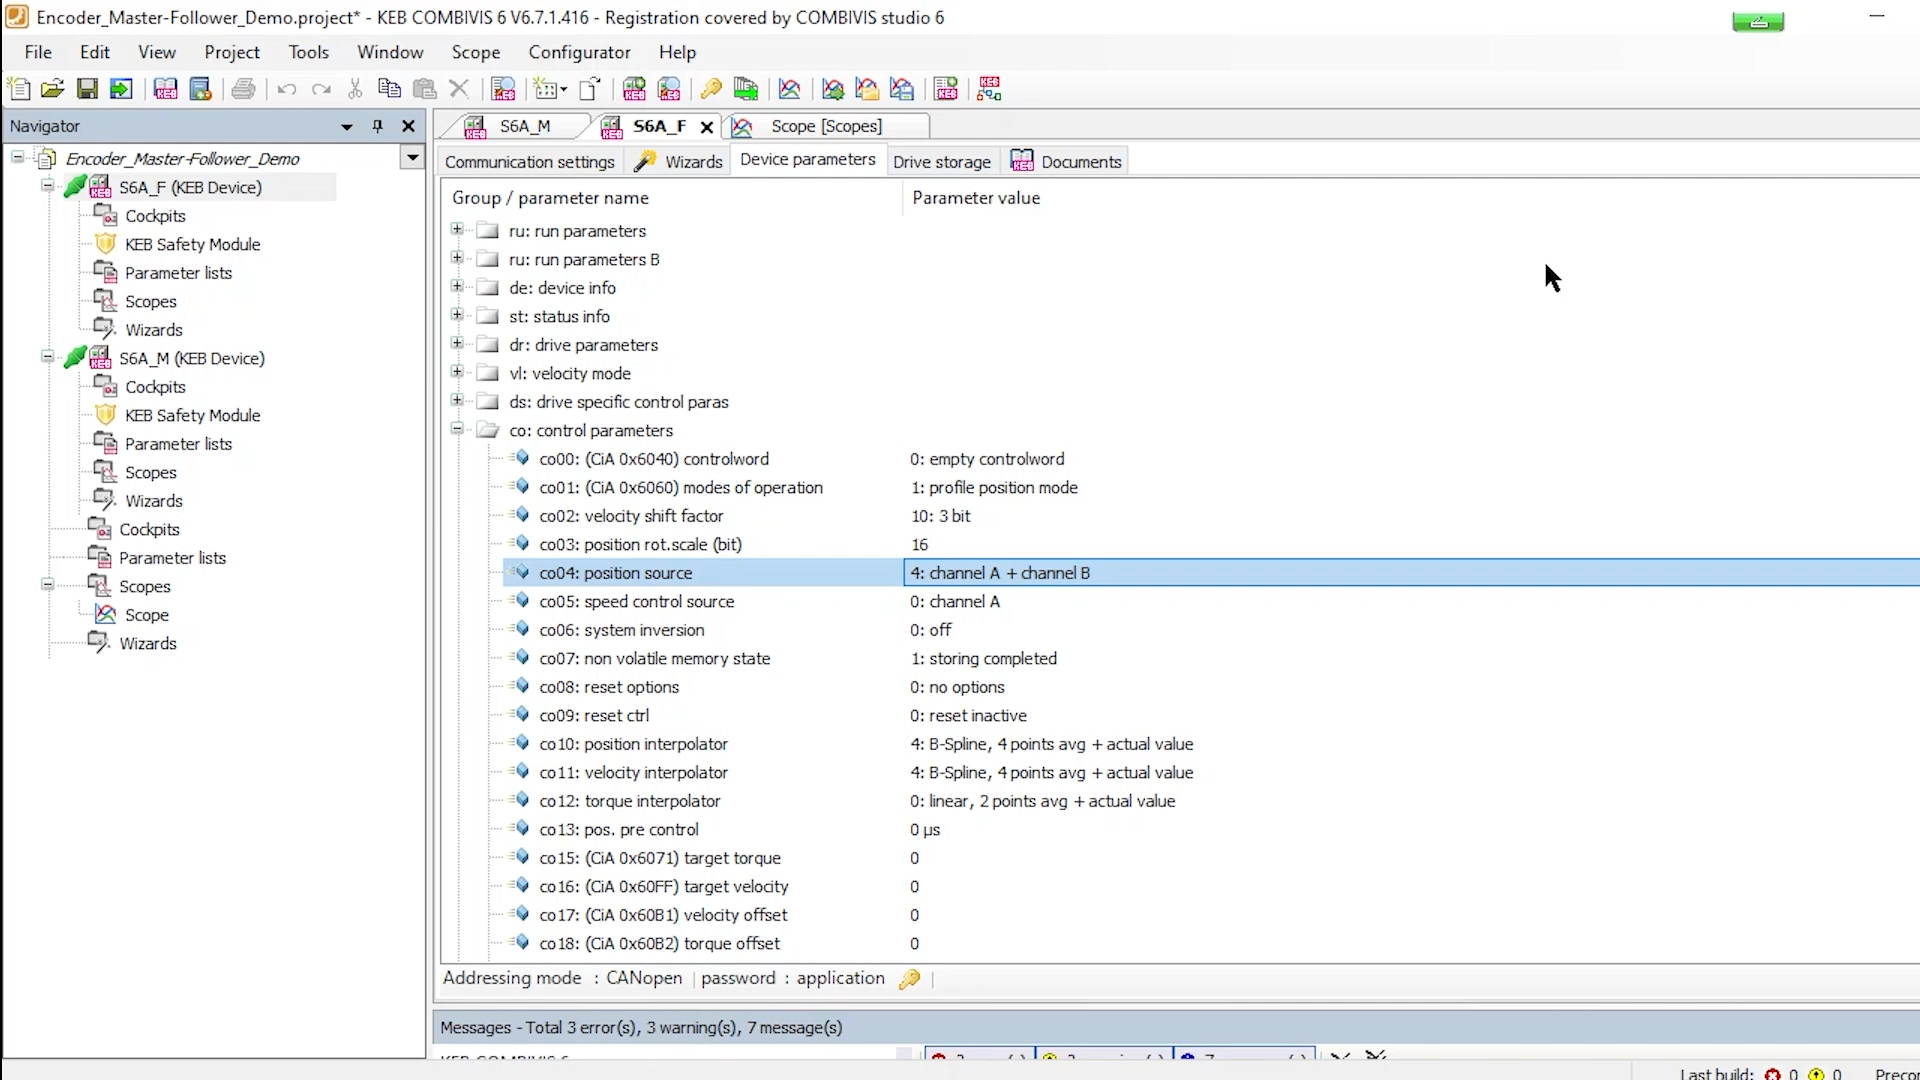 Encoder_Master-Follower_Demo.project* - KEB COMBIVIS 6 V6.7.1.416 - Registration covered by COMBIVIS studio 6
File Edit View Project Tools Window Scope Configurator Help
Navigator
S6A_M S6A_F Scope [Scopes]
Encoder_Master-Follower_Demo
S6A_F (KEB Device)
Cockpits
KEB Safety Module
Parameter lists
Scopes
Wizards
S6A_M (KEB Device)
Cockpits
KEB Safety Module
Parameter lists
Scopes
Wizards
Cockpits
Parameter lists
Scopes
Scope
Wizards
Communication settings Wizards Device parameters Drive storage Documents
Group / parameter name Parameter value
ru: run parameters
ru: run parameters B
de: device info
st: status info
dr: drive parameters
vl: velocity mode
ds: drive specific control paras
co: control parameters
co00: (CiA 0x6040) controlword 0: empty controlword
co01: (CiA 0x6060) modes of operation 1: profile position mode
co02: velocity shift factor 10: 3 bit
co03: position rot.scale (bit) 16
co04: position source 4: channel A + channel B
co05: speed control source 0: channel A
co06: system inversion 0: off
co07: non volatile memory state 1: storing completed
co08: reset options 0: no options
co09: reset ctrl 0: reset inactive
co10: position interpolator 4: B-Spline, 4 points avg + actual value
co11: velocity interpolator 4: B-Spline, 4 points avg + actual value
co12: torque interpolator 0: linear, 2 points avg + actual value
co13: pos. pre control 0 µs
co15: (CiA 0x6071) target torque 0
co16: (CiA 0x60FF) target velocity 0
co17: (CiA 0x60B1) velocity offset 0
co18: (CiA 0x60B2) torque offset 0
Addressing mode : CANopen | password : application
Messages - Total 3 error(s), 3 warning(s), 7 message(s)
KEB COMBIVIS 6
Last build: 0 0 Precor